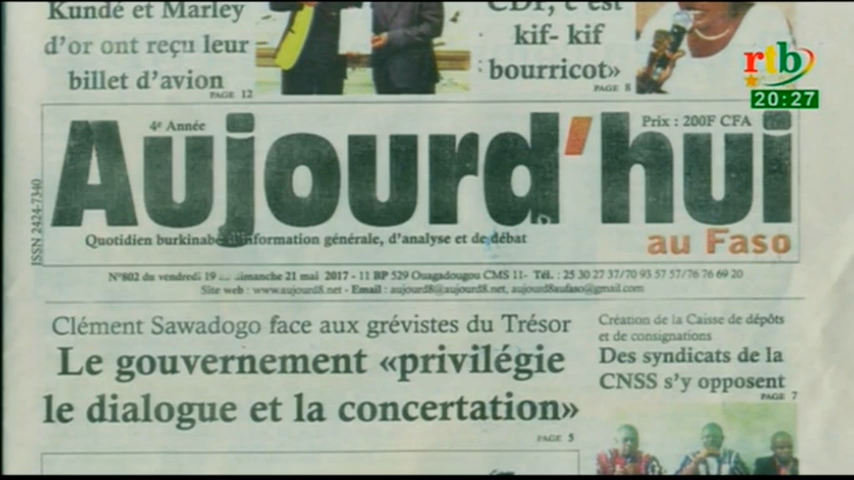 Kundé et Marley
d'or ont reçu leur
billet d'avion
PAGE 12
CDP, c'est
kif- kif
bourricot»
PAGE 8
rtb
20:27
4e Année
Prix : 200F CFA
Aujourd'hui
au Faso
ISSN 2424-7340
Quotidien burkinabè d'information générale, d'analyse et de débat
N°802 du vendredi 19 dimanche 21 mai 2017 - 11 BP 529 Ouagadougou CMS 11- Tél. : 25 30 27 37/70 93 57 57/76 76 69 20
Site web : www.aujourd8.net - Email : aujourd8@aujourd8.net, aujourd8aufaso@gmail.com
Clément Sawadogo face aux grévistes du Trésor
Le gouvernement «privilégie
le dialogue et la concertation»
PAGE 5
Création de la Caisse de dépôts
et de consignations
Des syndicats de la
CNSS s'y opposent
PAGE 7